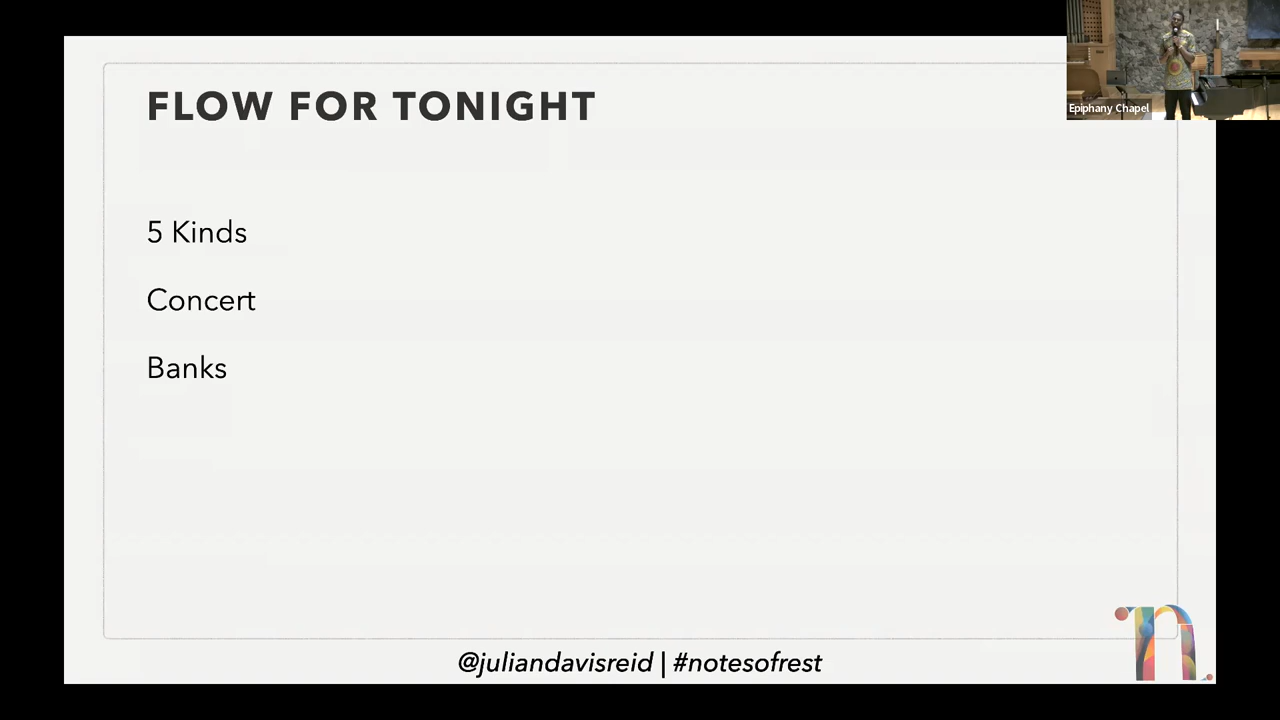 FLOW FOR TONIGHT
Epiphany Chapel
5 Kinds
Concert
Banks
@juliandavisreid | #notesofrest
n.